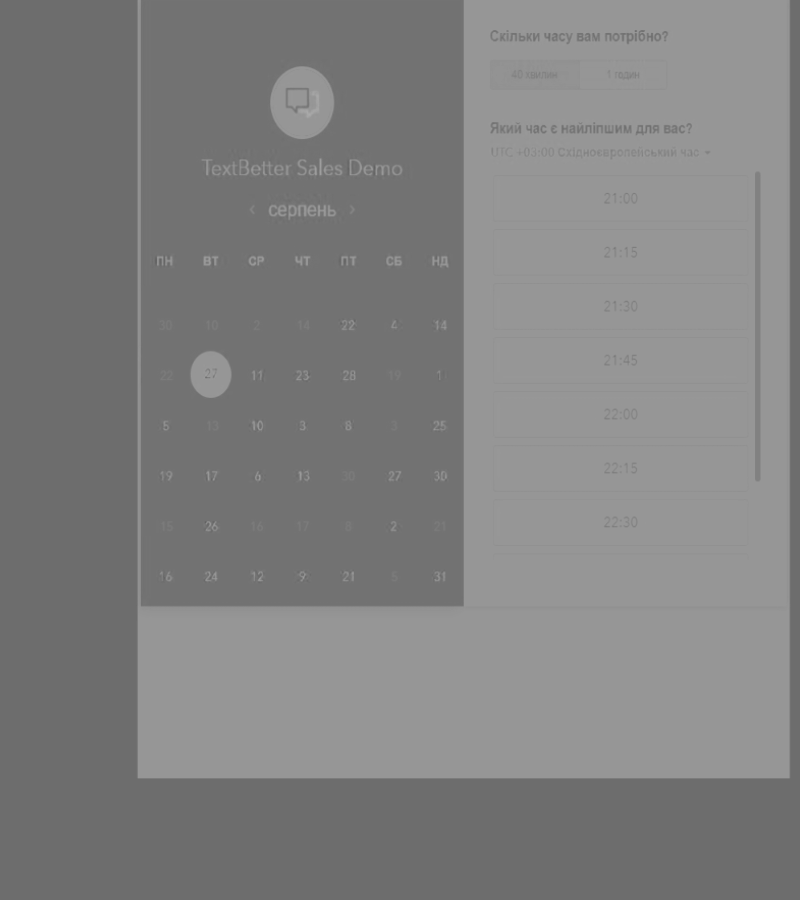 TextBetter Sales Demo
‹ серпень ›
ПН ВТ СР ЧТ ПТ СБ НД
30 10 2 14 22 4 14
22 27 11 23 28 19 1
5 13 10 3 8 3 25
19 17 6 13 30 27 30
15 26 16 17 8 2 21
16 24 12 9 21 5 31
Скільки часу вам потрібно?
40 хвилин 1 годин
Який час є найліпшим для вас?
UTC +03:00 Східноєвропейський час
21:00
21:15
21:30
21:45
22:00
22:15
22:30